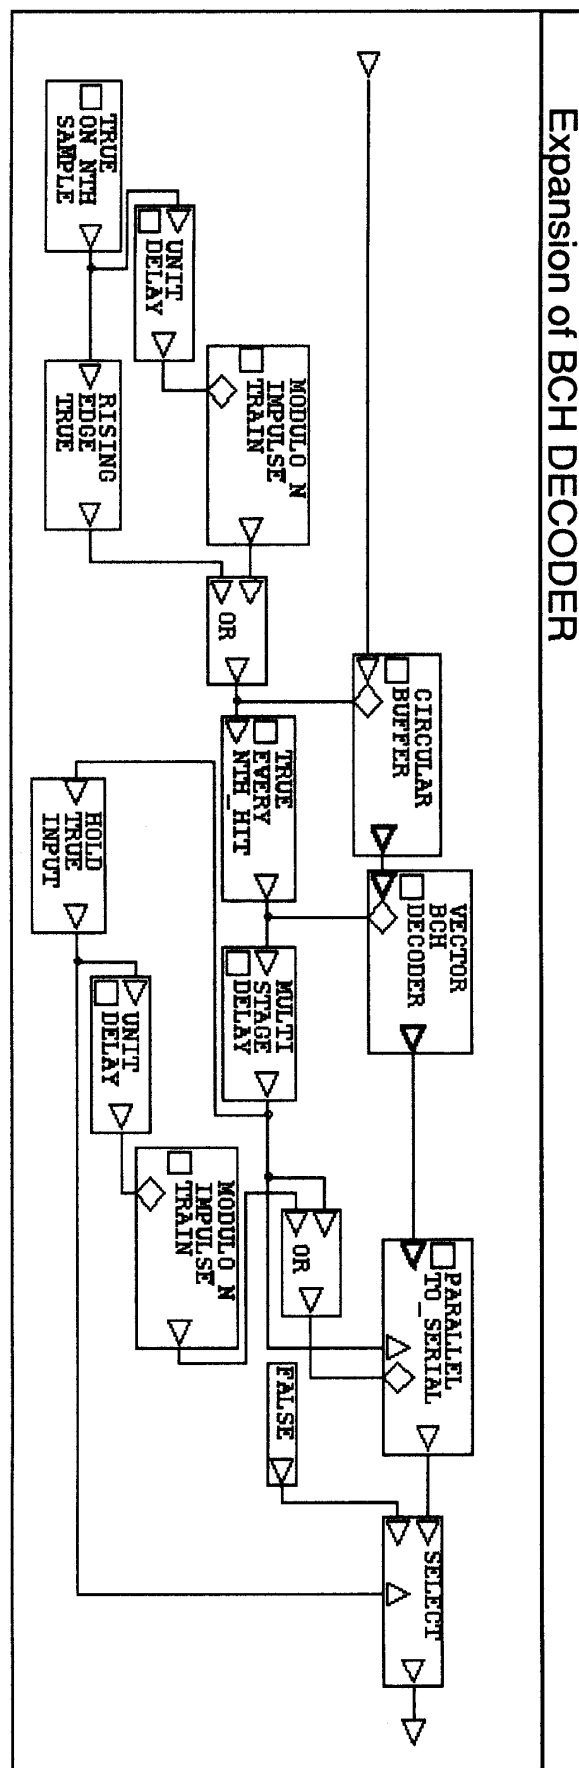 Expansion of BCH DECODER
TRUE
ON NTH
SAMPLE
UNIT
DELAY
MODULO N
IMPULSE
TRAIN
RISING
EDGE
TRUE
OR
CIRCULAR
BUFFER
TRUE
EVERY
NTH_HIT
HOLD
TRUE
INPUT
VECTOR
BCH
DECODER
MULTI
STAGE
DELAY
UNIT
DELAY
MODULO N
IMPULSE
TRAIN
OR
PARALLEL
TO_SERIAL
FALSE
SELECT